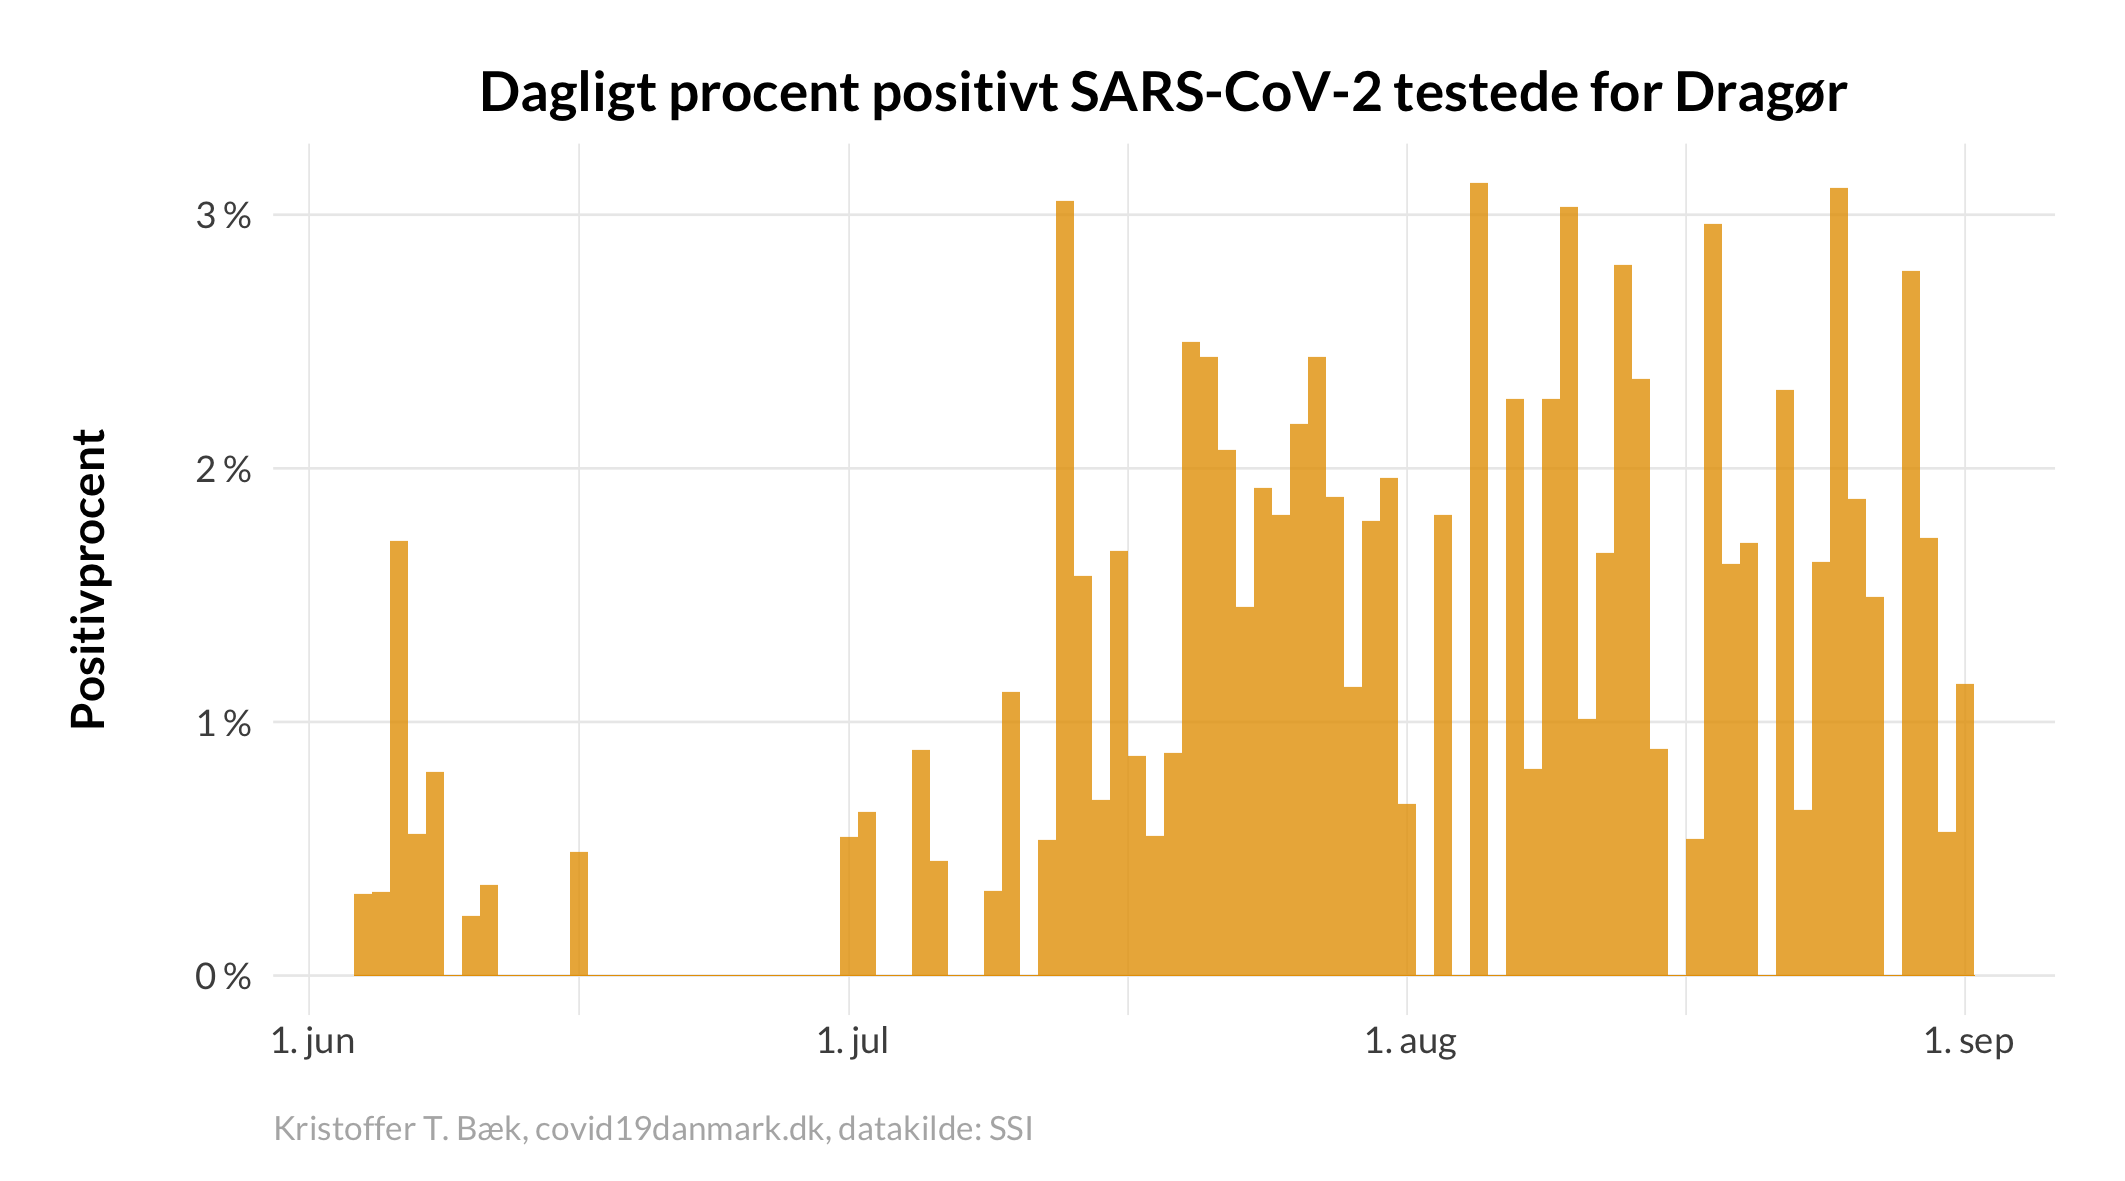 Dagligt procent positivt SARS-CoV-2 testede for Dragør
Positivprocent
3 %
2 %
1 %
0 %
1. jun
1. jul
1. aug
1. sep
Kristoffer T. Bæk, covid19danmark.dk, datakilde: SSI